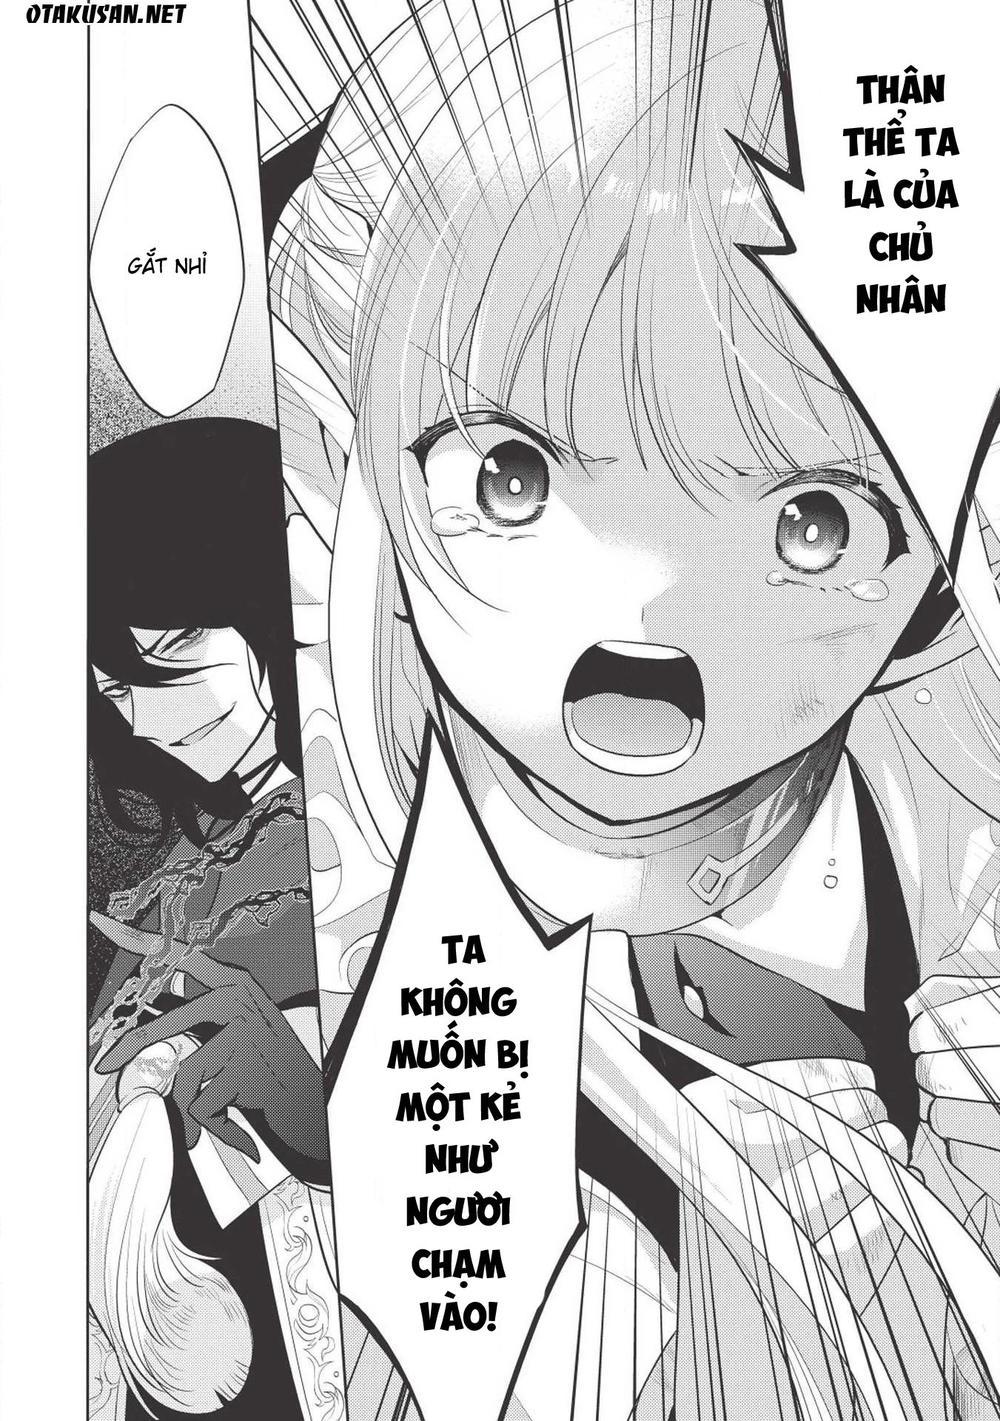 OTAKUSAN.NET
THÂN
THỂ TA
LÀ CỦA
CHỦ
NHÂN
TA
KHÔNG
MUỐN BỊ
MỘT KẺ
NHƯ
NGƯƠI
CHẠM
VÀO!
GẮT NHỈ